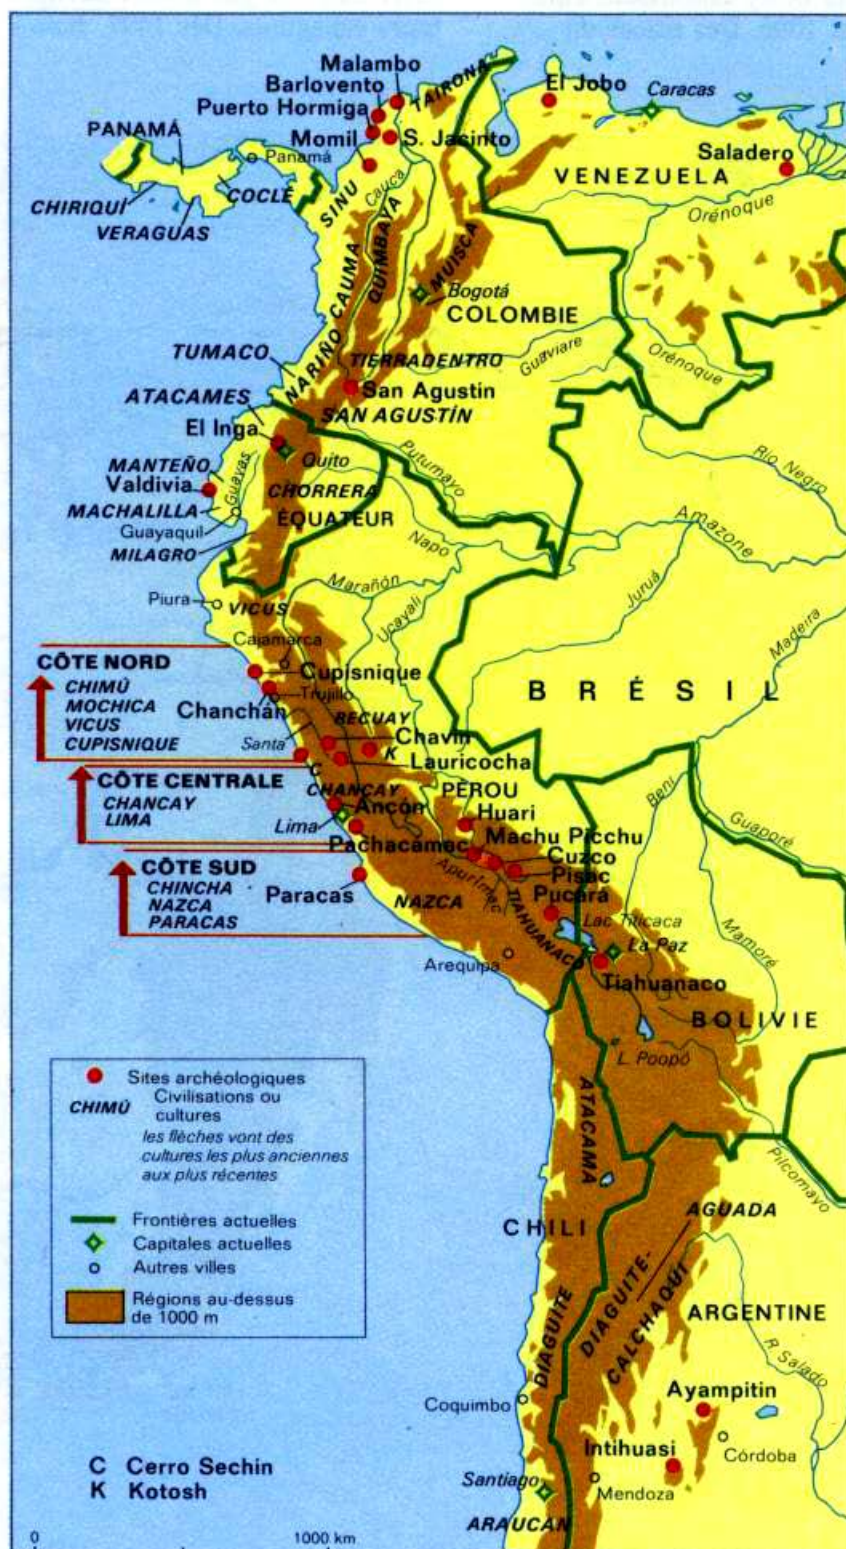 Malambo
Barlovento
Puerto Hormiga
TAIRONA
El Jobo
Caracas
PANAMÁ
Momil
S. Jacinto
Panamá
Saladero
VENEZUELA
CHIRIQUÍ
COCLÉ
VERAGUAS
SINU
Cauca
Orénoque
CAUMA
QUIMBAYA
MUISCA
Bogotá
COLOMBIE
TUMACO
NARIÑO
TIERRADENTRO
Guaviare
Orénoque
ATACAMES
San Agustín
SAN AGUSTÍN
El Inga
Quito
Putumayo
Rio Negro
MANTEÑO
Valdivia
Guayas
CHORRERA
MACHALILLA
Guayaquil
ÉQUATEUR
Amazone
MILAGRO
Napo
Piura
VICUS
Marañón
Ucayali
Juruá
Madeira
Cajamarca
CÔTE NORD
CHIMÚ
MOCHICA
VICUS
CUPISNIQUE
Cupisnique
Trujillo
Chanchán
BRÉSIL
RECUAY
Santa
Chavín
K
Lauricocha
C
CÔTE CENTRALE
CHANCAY
LIMA
CHANCAY
Ancón
PÉROU
Huari
Beni
Guaporé
Lima
Pachacámac
Machu Picchu
Cuzco
Pisac
CÔTE SUD
CHINCHA
NAZCA
PARACAS
Paracas
NAZCA
Apurímac
TIAHUANACO
Pucará
Lac Titicaca
La Paz
Mamoré
Arequipa
Tiahuanaco
BOLIVIE
L. Poopó
Sites archéologiques
CHIMÚ
Civilisations ou
cultures
les flèches vont des
cultures les plus anciennes
aux plus récentes
Frontières actuelles
Capitales actuelles
Autres villes
Régions au-dessus
de 1000 m
ATACAMA
Pilcomayo
CHILI
AGUADA
DIAGUITE-
CALCHAQUI
DIAGUITE
ARGENTINE
R. Salado
Coquimbo
Ayampitin
Córdoba
Intihuasi
Mendoza
C Cerro Sechin
K Kotosh
Santiago
ARAUCAN
0 1000 km